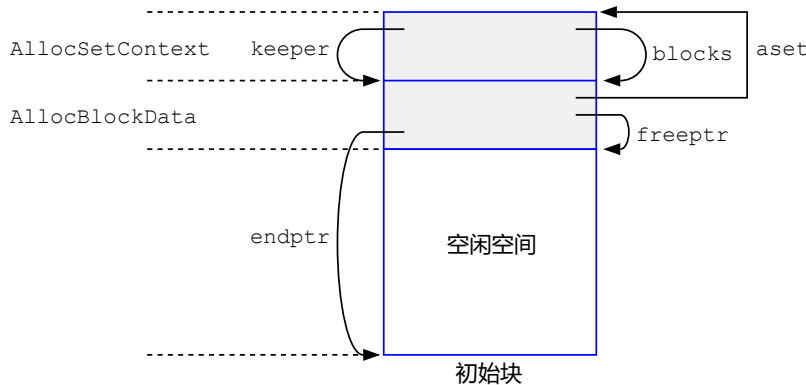 AllocSetContext
keeper
blocks
aset
AllocBlockData
freeptr
endptr
空闲空间
初始块